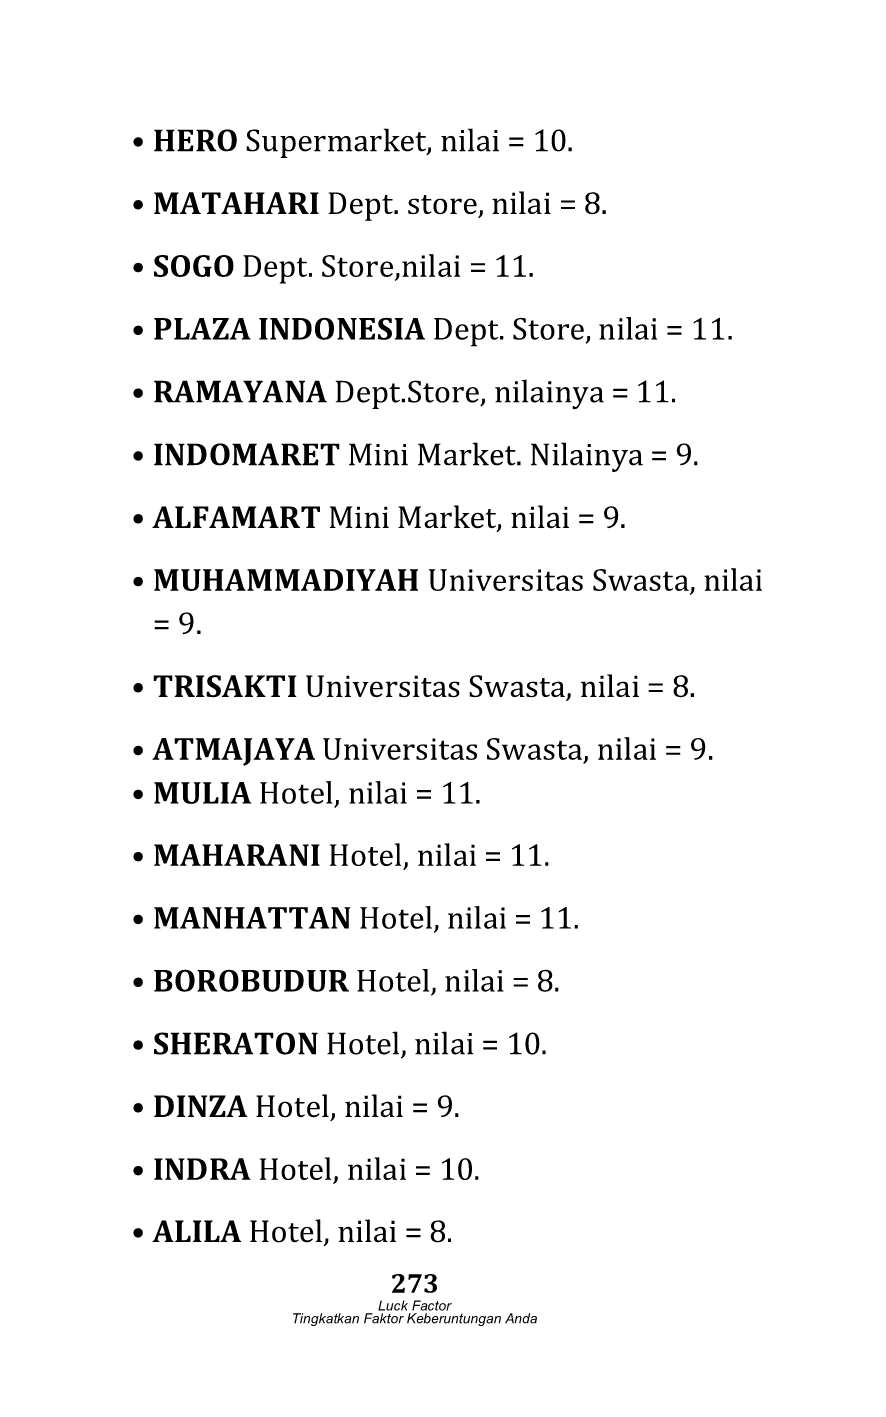 • HERO Supermarket, nilai = 10.
• MATAHARI Dept. store, nilai = 8.
• SOGO Dept. Store,nilai = 11.
• PLAZA INDONESIA Dept. Store, nilai = 11.
• RAMAYANA Dept.Store, nilainya = 11.
• INDOMARET Mini Market. Nilainya = 9.
• ALFAMART Mini Market, nilai = 9.
• MUHAMMADIYAH Universitas Swasta, nilai
= 9.
• TRISAKTI Universitas Swasta, nilai = 8.
• ATMAJAYA Universitas Swasta, nilai = 9.
• MULIA Hotel, nilai = 11.
• MAHARANI Hotel, nilai = 11.
• MANHATTAN Hotel, nilai = 11.
• BOROBUDUR Hotel, nilai = 8.
• SHERATON Hotel, nilai = 10.
• DINZA Hotel, nilai = 9.
• INDRA Hotel, nilai = 10.
• ALILA Hotel, nilai = 8.
273
Luck Factor
Tingkatkan Faktor Keberuntungan Anda